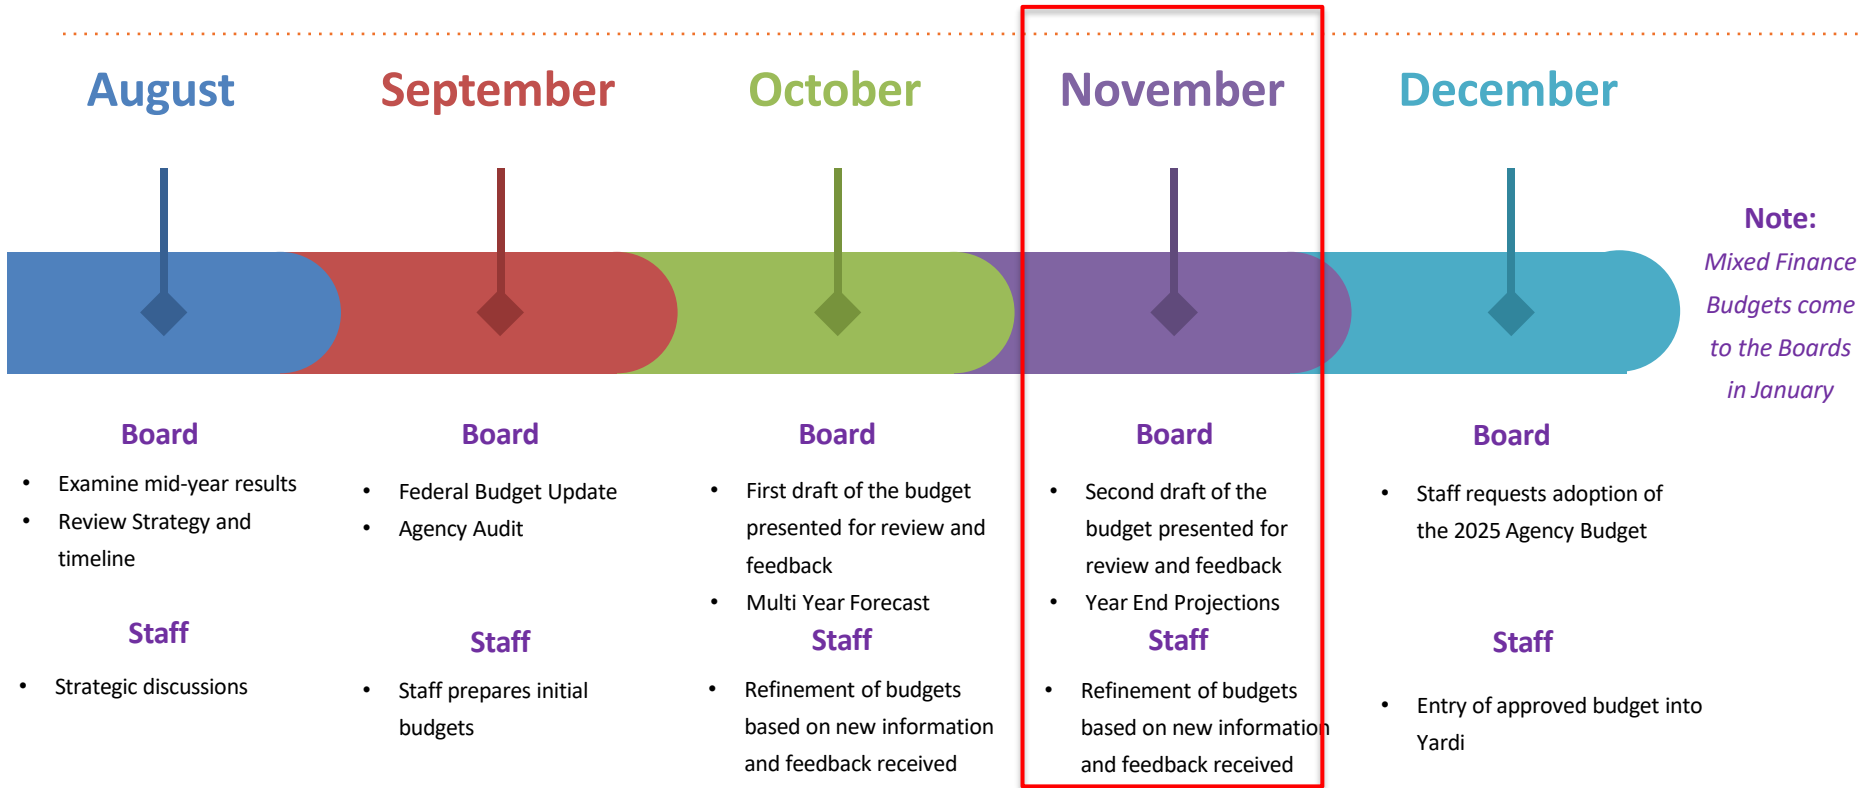 August
September
October
November
December
Note:
Mixed Finance
Budgets come
to the Boards
in January
Board
• Examine mid-year results
• Review Strategy and
timeline
Staff
• Strategic discussions
Board
• Federal Budget Update
• Agency Audit
Staff
• Staff prepares initial
budgets
Board
• First draft of the budget
presented for review and
feedback
• Multi Year Forecast
Staff
• Refinement of budgets
based on new information
and feedback received
Board
• Second draft of the
budget presented for
review and feedback
• Year End Projections
Staff
• Refinement of budgets
based on new information
and feedback received
Board
• Staff requests adoption of
the 2025 Agency Budget
Staff
• Entry of approved budget into
Yardi